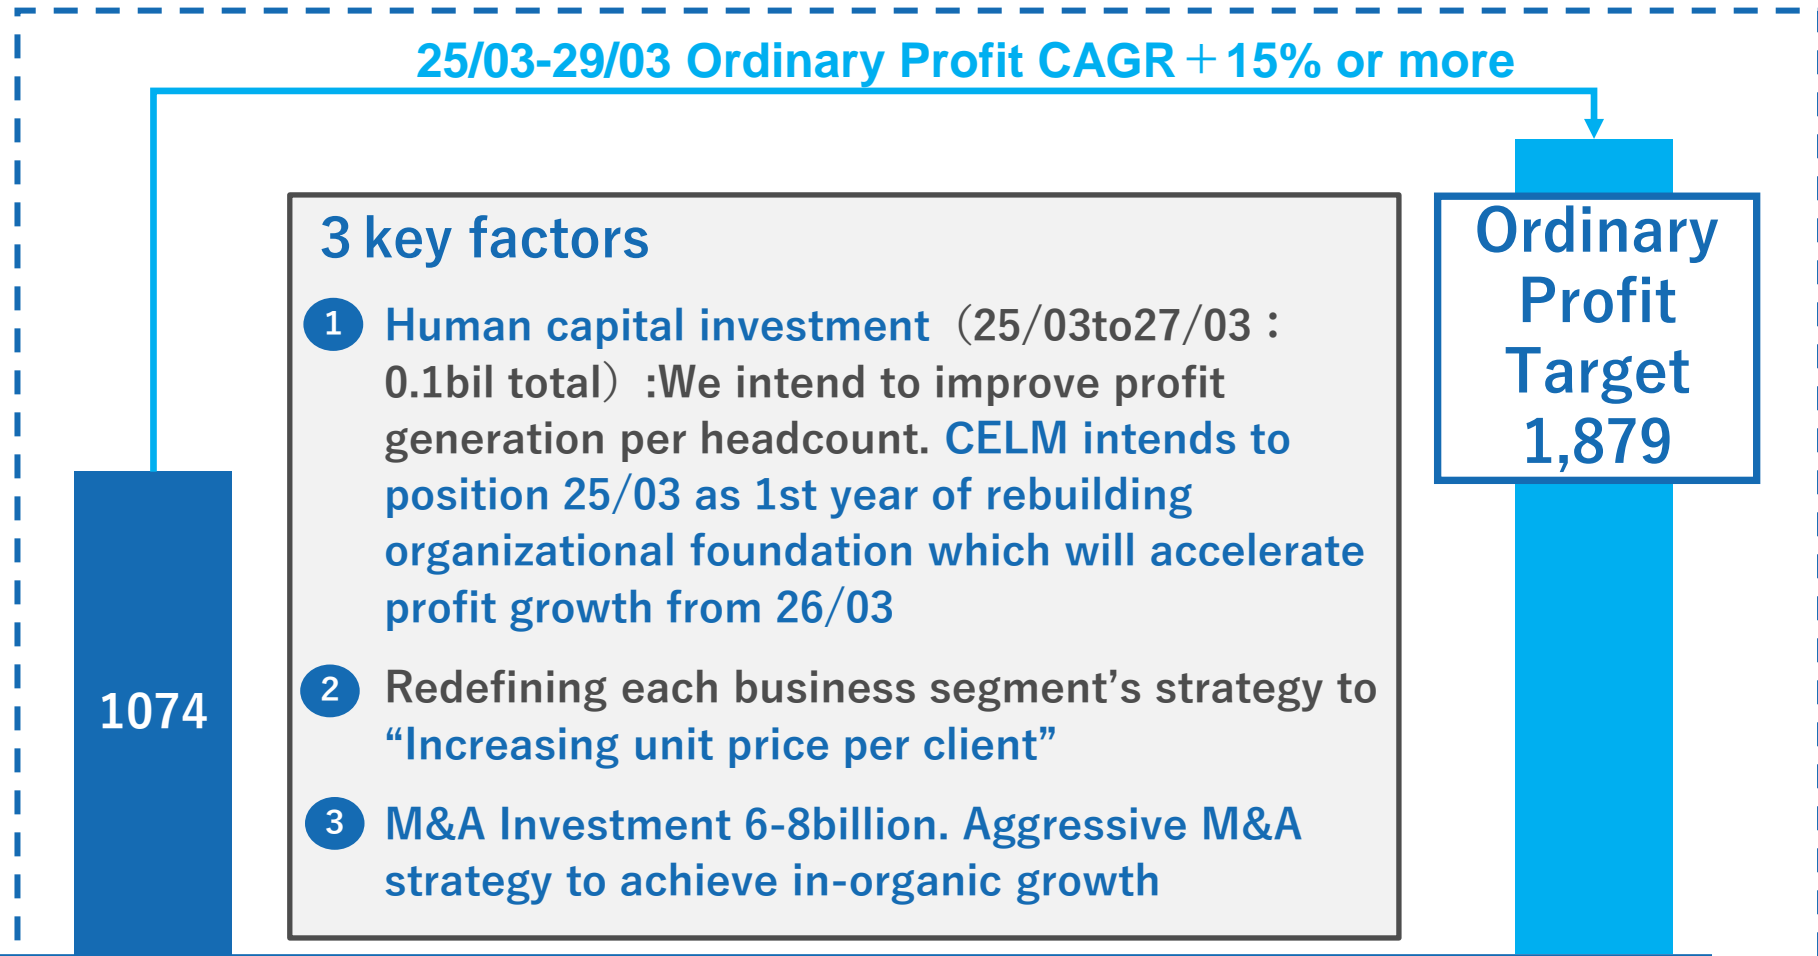 25/03-29/03 Ordinary Profit CAGR＋15% or more
3 key factors
1 Human capital investment（25/03to27/03：
0.1bil total）:We intend to improve profit
generation per headcount. CELM intends to
position 25/03 as 1st year of rebuilding
organizational foundation which will accelerate
profit growth from 26/03
2 Redefining each business segment’s strategy to
“Increasing unit price per client”
3 M&A Investment 6-8billion. Aggressive M&A
strategy to achieve in-organic growth
1074
Ordinary
Profit
Target
1,879